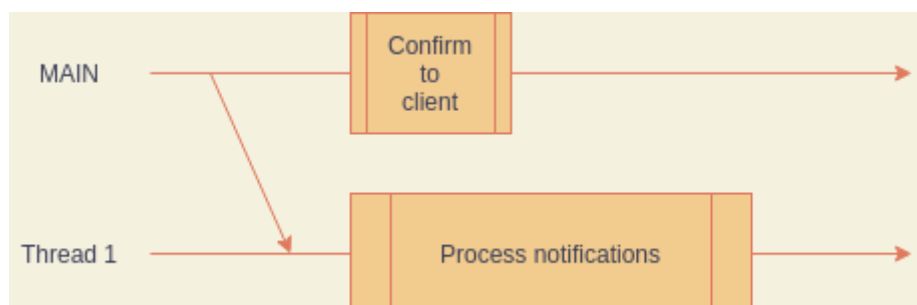 MAIN
Confirm
to
client
Thread 1
Process notifications